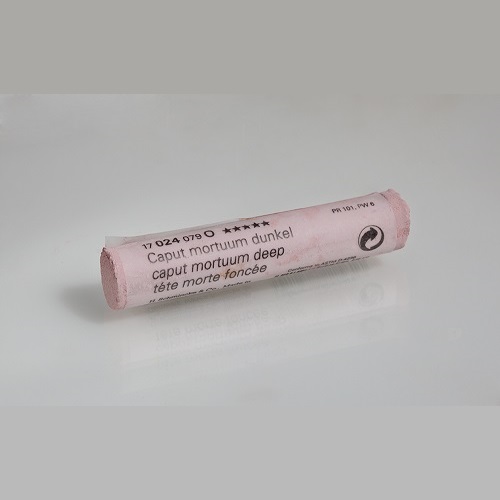 17 024 079 O ★★★★★
Caput mortuum dunkel
caput mortuum deep
tête morte foncée
PR 101, PW 6